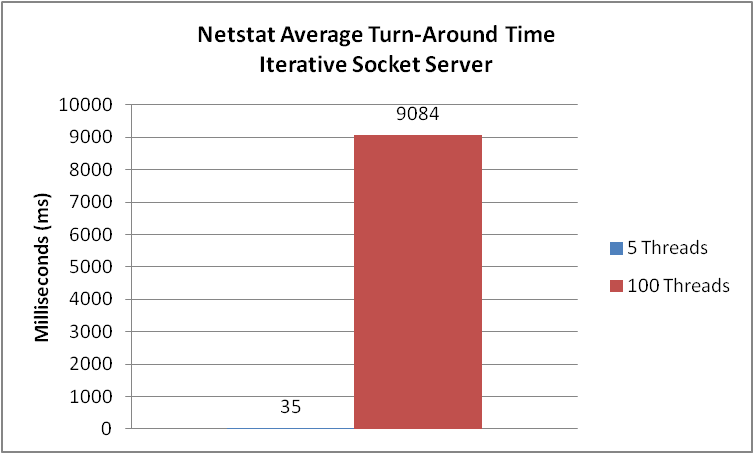 Netstat Average Turn-Around Time
Iterative Socket Server
10000
9000
8000
7000
6000
5000
4000
3000
2000
1000
0
Milliseconds (ms)
35
9084
5 Threads
100 Threads